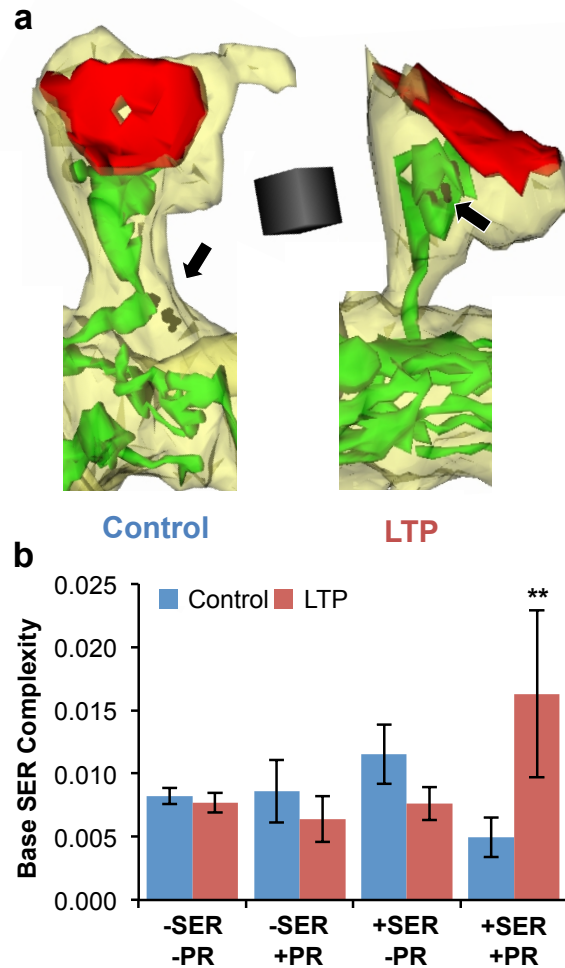 a
Control LTP
b
Base SER Complexity
Control LTP
**
0.025
0.020
0.015
0.010
0.005
0.000
-SER -SER +SER +SER
-PR +PR -PR +PR